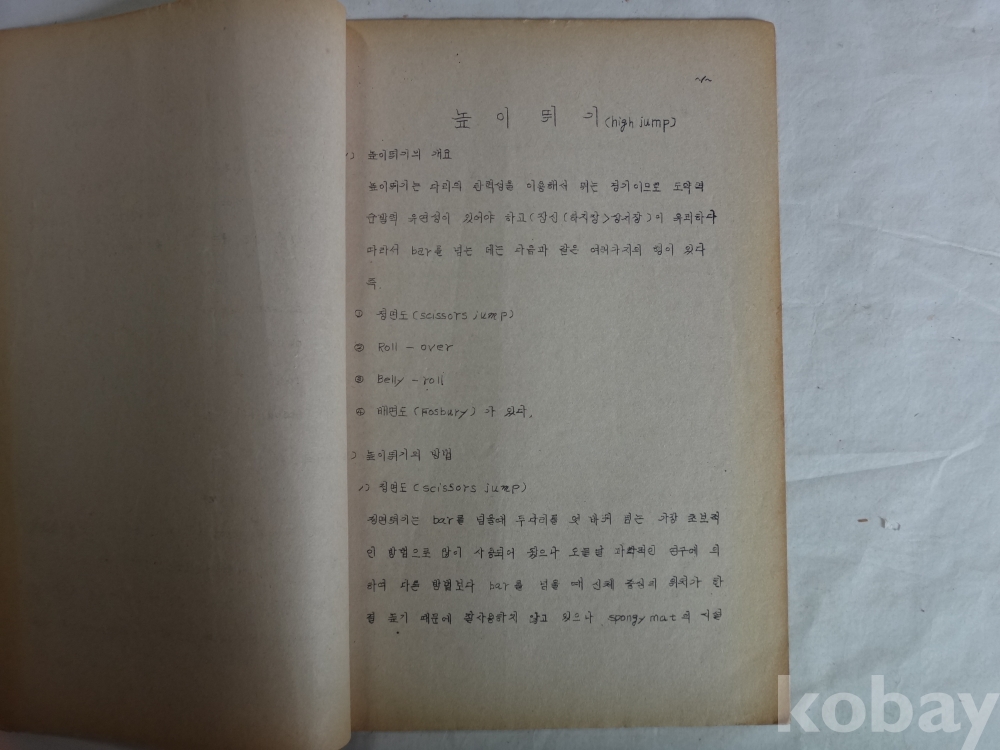 ~1~
높이뛰기(high jump)
1) 높이뛰기의 개요
높이뛰기는 다리의 탄력성을 이용해서 뛰는 경기이므로 도약력
순발력 유연성이 있어야 하고(장신(하지장>상지장)이 유리하다
따라서 bar를 넘는 데는 다음과 같은 여러가지의 형이 있다
즉
① 정면도(scissors jump)
② Roll - over
③ Belly - roll
④ 배면도(Fosbury)가 있다.
) 높이뛰기의 방법
1) 정면도(scissors jump)
정면뛰기는 bar를 넘을때 두다리를 엇 바꿔 넘는 가장 초보적
인 방법으로 많이 사용되어 왔으나 오늘날 과학적인 연구에 의
하여 다른 방법보다 bar를 넘을 때 신체 중심의 위치가 한
층 높기 때문에 잘사용하지 않고 있으나 spongy mat의
kobay